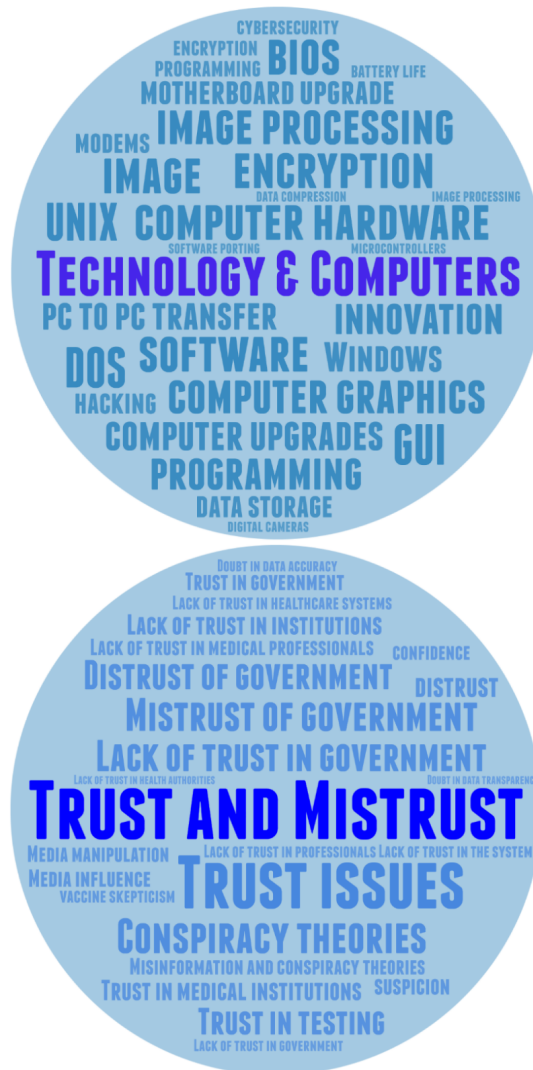 CYBERSECURITY
ENCRYPTION BIOS
PROGRAMMING BATTERY LIFE
MOTHERBOARD UPGRADE
MODEMS IMAGE PROCESSING
IMAGE ENCRYPTION
DATA COMPRESSION IMAGE PROCESSING
UNIX COMPUTER HARDWARE
SOFTWARE PORTING MICROCONTROLLERS
TECHNOLOGY & COMPUTERS
PC TO PC TRANSFER INNOVATION
DOS SOFTWARE WINDOWS
HACKING COMPUTER GRAPHICS
COMPUTER UPGRADES GUI
PROGRAMMING
DATA STORAGE
DIGITAL CAMERAS
DOUBT IN DATA ACCURACY
TRUST IN GOVERNMENT
LACK OF TRUST IN HEALTHCARE SYSTEMS
LACK OF TRUST IN INSTITUTIONS
LACK OF TRUST IN MEDICAL PROFESSIONALS CONFIDENCE
DISTRUST OF GOVERNMENT DISTRUST
MISTRUST OF GOVERNMENT
LACK OF TRUST IN GOVERNMENT
LACK OF TRUST IN HEALTH AUTHORITIES DOUBT IN DATA TRANSPARENC
TRUST AND MISTRUST
MEDIA MANIPULATION LACK OF TRUST IN PROFESSIONALS LACK OF TRUST IN THE SYSTEM
MEDIA INFLUENCE TRUST ISSUES
VACCINE SKEPTICISM
CONSPIRACY THEORIES
MISINFORMATION AND CONSPIRACY THEORIES
TRUST IN MEDICAL INSTITUTIONS SUSPICION
TRUST IN TESTING
LACK OF TRUST IN GOVERNMENT